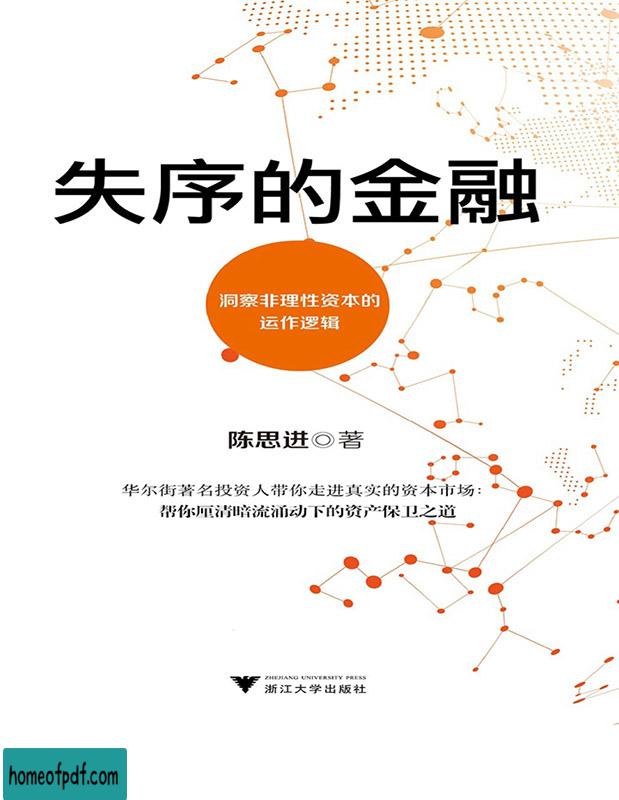 失序的金融
洞察非理性资本的
运作逻辑
陈思进◎著
华尔街著名投资人带你走进真实的资本市场：
帮你厘清暗流涌动下的资产保卫之道
ZHEJIANG UNIVERSITY PRESS
浙江大学出版社
homeofpdf.com